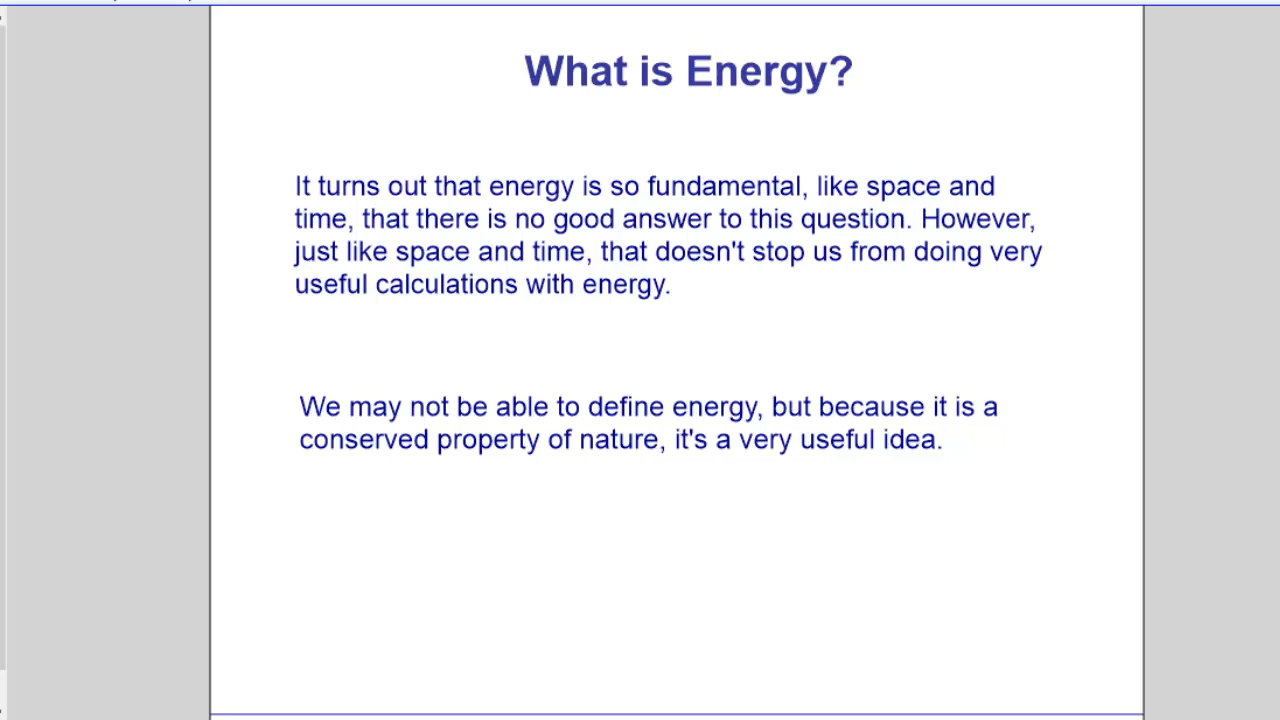 What is Energy?
It turns out that energy is so fundamental, like space and
time, that there is no good answer to this question. However,
just like space and time, that doesn't stop us from doing very
useful calculations with energy.
We may not be able to define energy, but because it is a
conserved property of nature, it's a very useful idea.